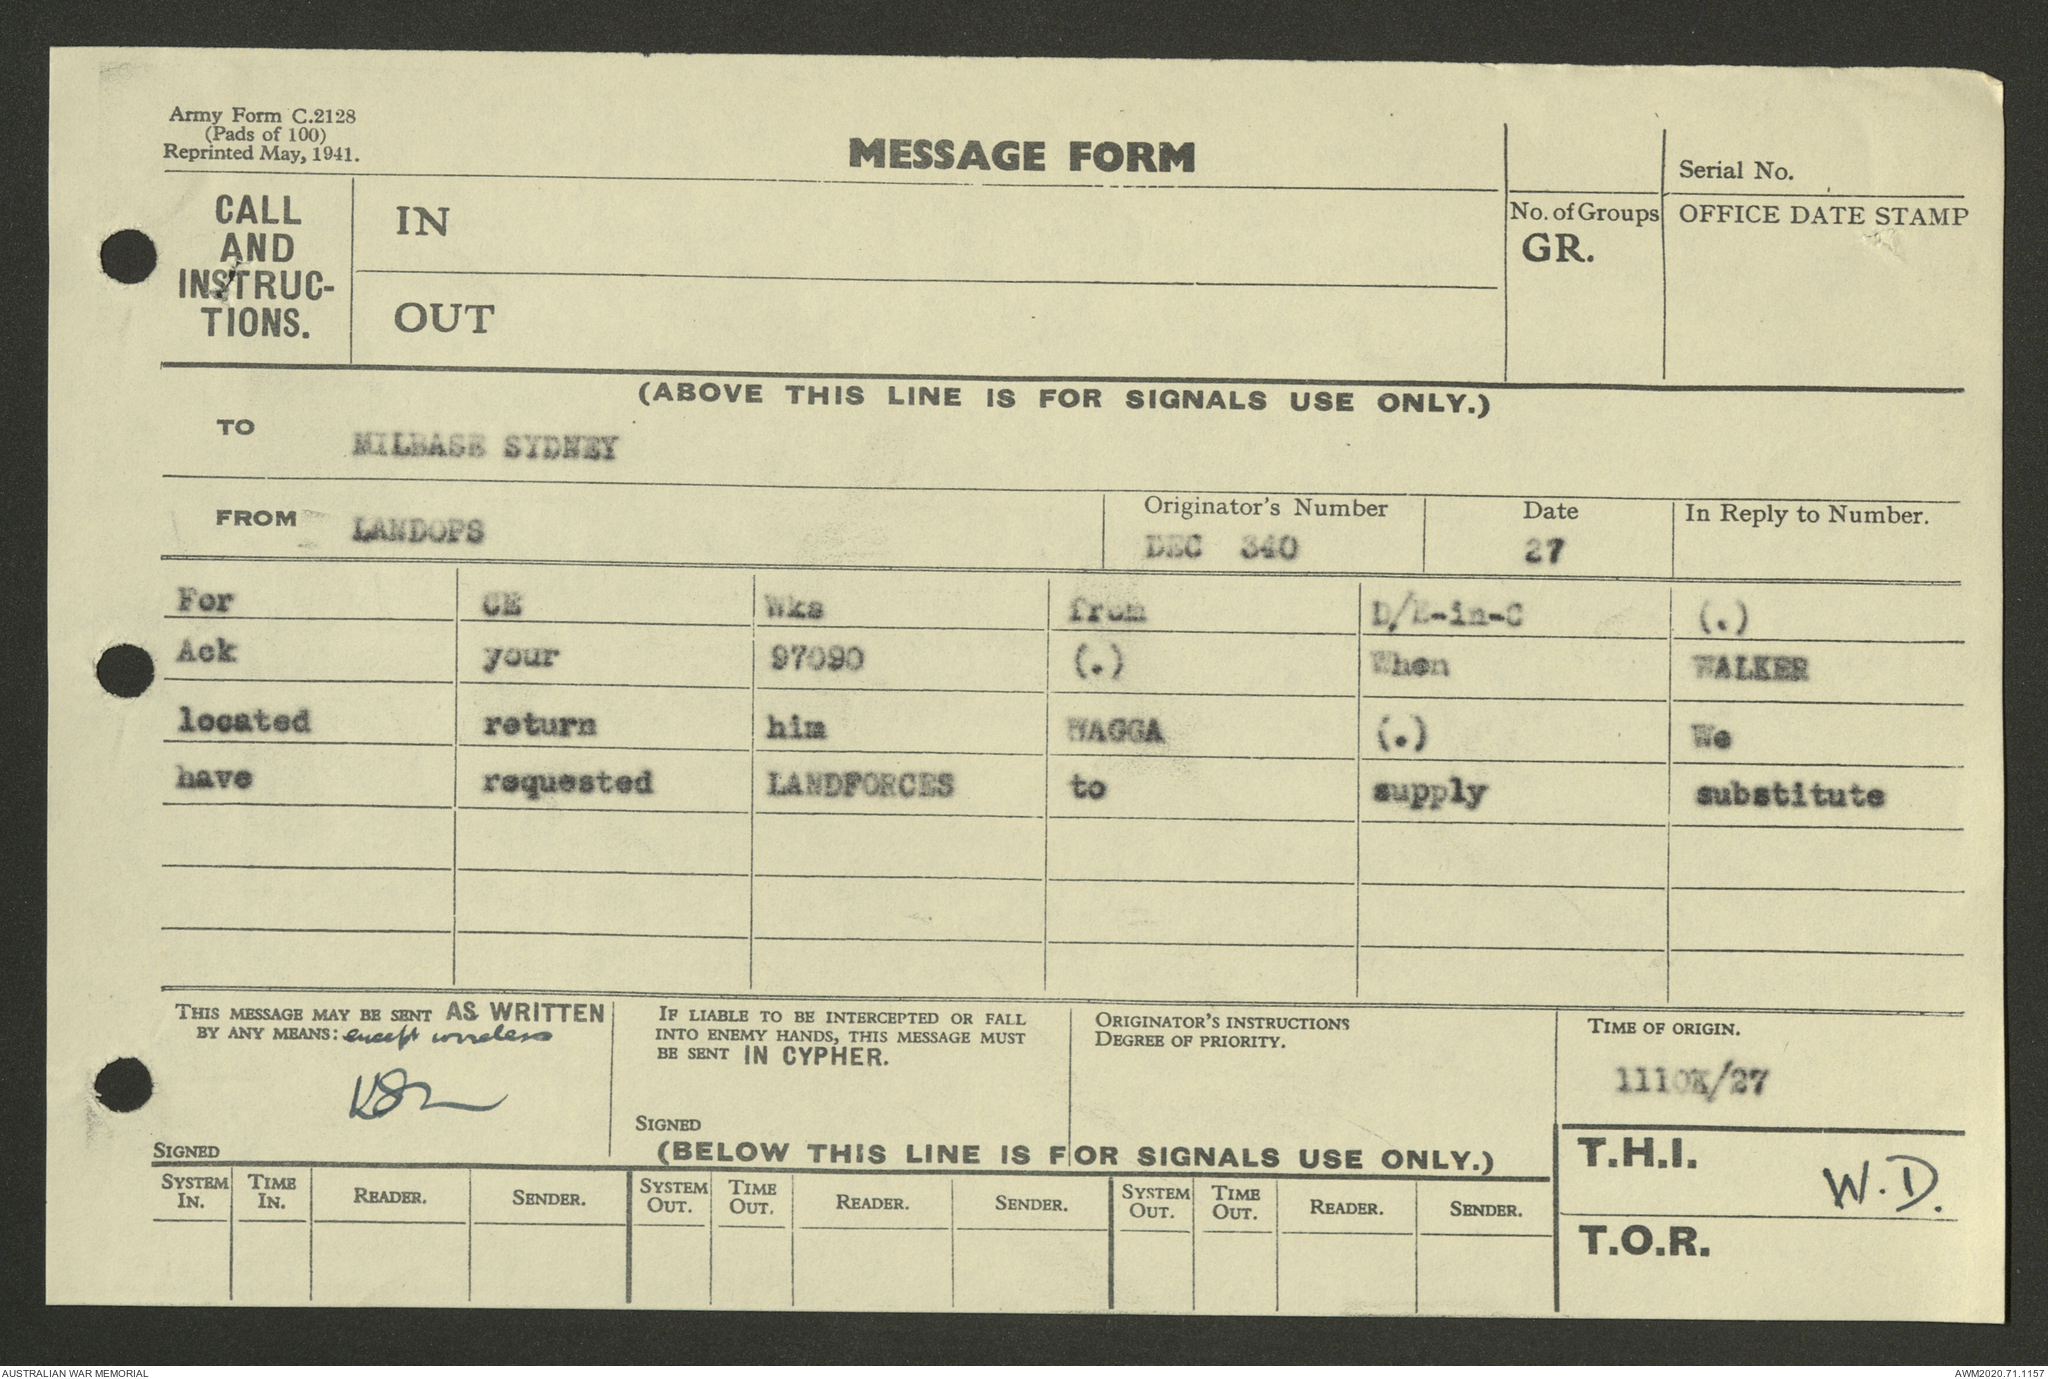 Army Form C.2128
(Pads of 100)
Reprinted May, 1941.
MESSAGE FORM
Serial No.
CALL
AND
INSTRUC-
TIONS.
IN
OUT
No. of Groups
GR.
OFFICE DATE STAMP
(ABOVE THIS LINE IS FOR SIGNALS USE ONLY.)
TO MILBASE SYDNEY
FROM LANDOPS
Originator's Number
DEC 340
Date
27
In Reply to Number.
For CE Wks from D/E-in-C (.)
Ack your 97090 (.) When WALKER
located return him WAGGA (.) We
have requested LANDFORCES to supply substitute
THIS MESSAGE MAY BE SENT AS WRITTEN
BY ANY MEANS: except wireless
SIGNED
IF LIABLE TO BE INTERCEPTED OR FALL
INTO ENEMY HANDS, THIS MESSAGE MUST
BE SENT IN CYPHER.
SIGNED
ORIGINATOR'S INSTRUCTIONS
DEGREE OF PRIORITY.
TIME OF ORIGIN.
1110K/27
(BELOW THIS LINE IS FOR SIGNALS USE ONLY.)
T.H.I.
W.D.
T.O.R.
SYSTEM IN. TIME IN. READER. SENDER. SYSTEM OUT. TIME OUT. READER. SENDER. SYSTEM OUT. TIME OUT. READER. SENDER.
AUSTRALIAN WAR MEMORIAL
AWM2020.71.1157